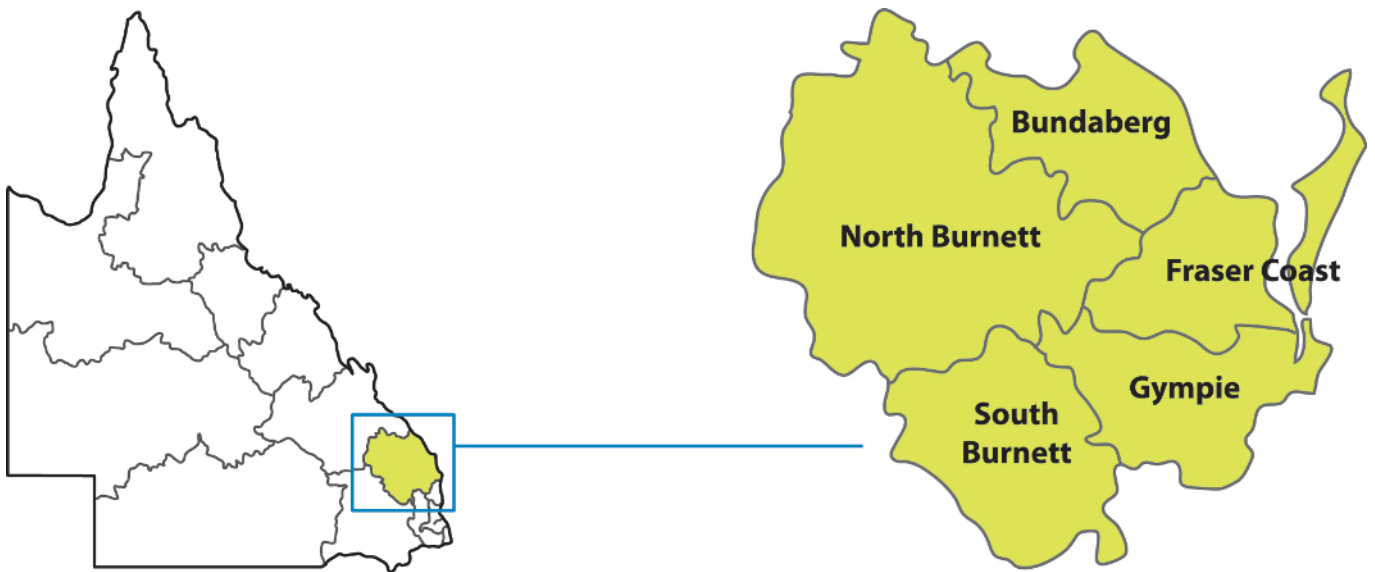 Bundaberg
North Burnett
Fraser Coast
Gympie
South
Burnett